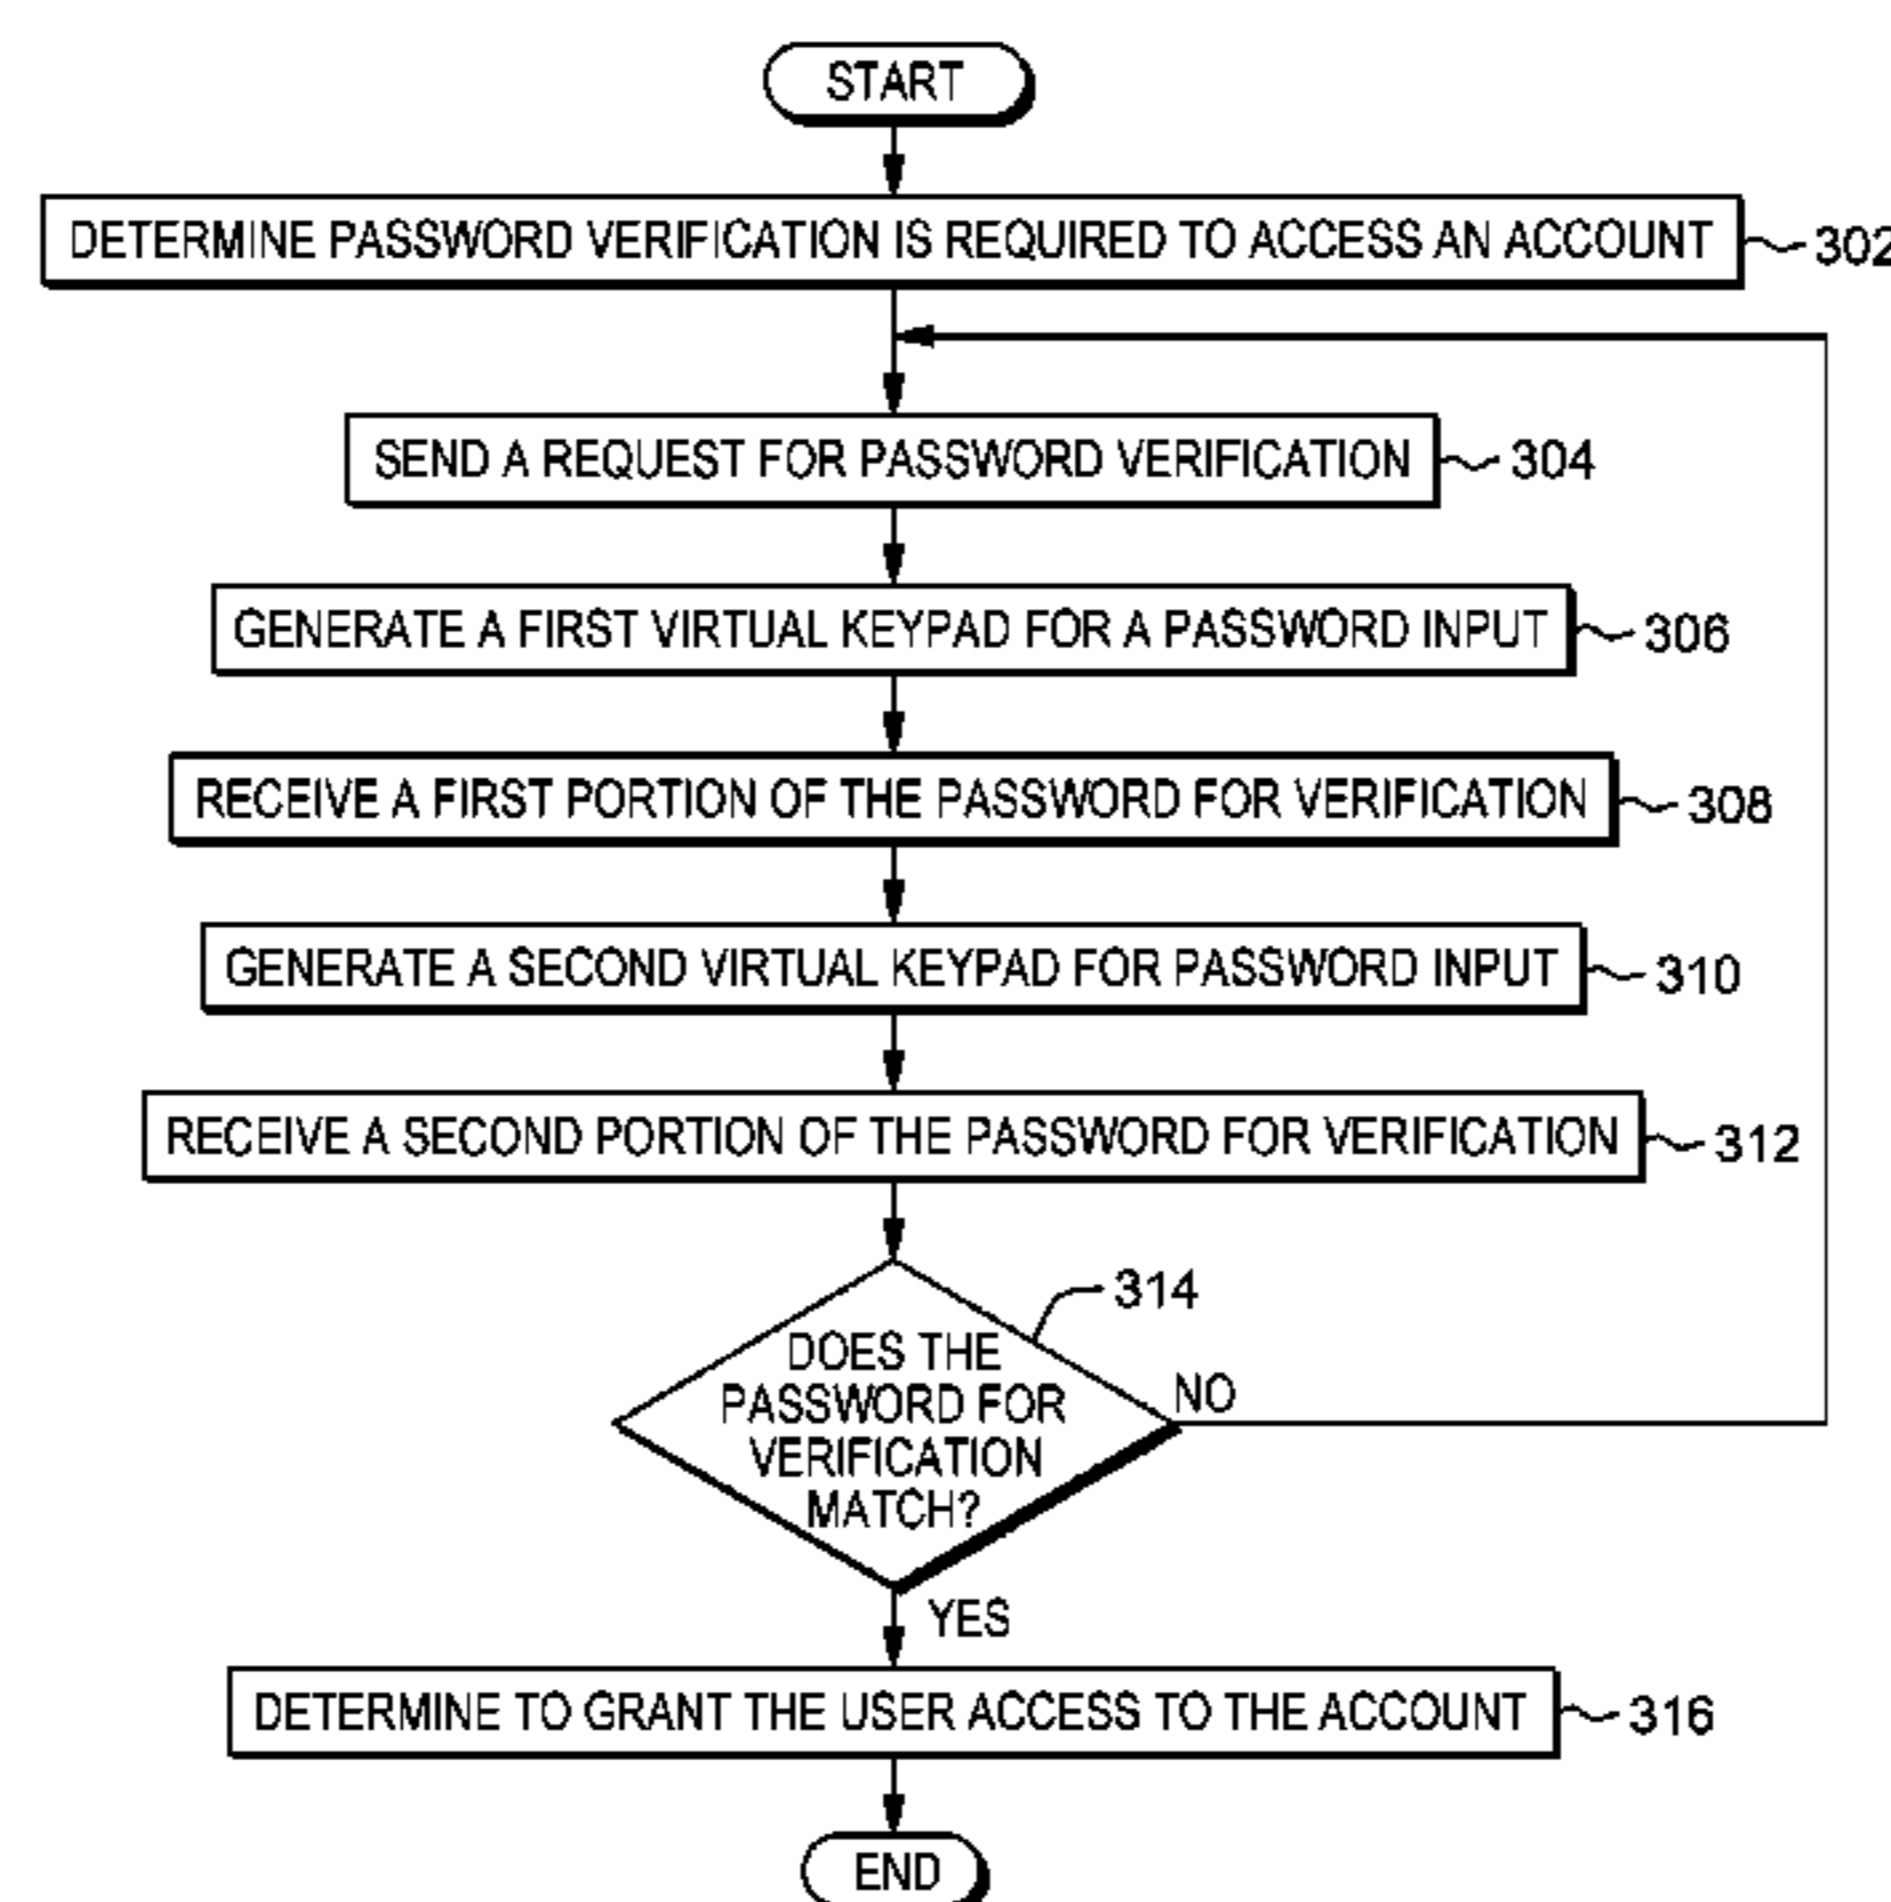 START
DETERMINE PASSWORD VERIFICATION IS REQUIRED TO ACCESS AN ACCOUNT
302
SEND A REQUEST FOR PASSWORD VERIFICATION
304
GENERATE A FIRST VIRTUAL KEYPAD FOR A PASSWORD INPUT
306
RECEIVE A FIRST PORTION OF THE PASSWORD FOR VERIFICATION
308
GENERATE A SECOND VIRTUAL KEYPAD FOR PASSWORD INPUT
310
RECEIVE A SECOND PORTION OF THE PASSWORD FOR VERIFICATION
312
314
DOES THE
PASSWORD FOR
VERIFICATION
MATCH?
NO
YES
DETERMINE TO GRANT THE USER ACCESS TO THE ACCOUNT
316
END